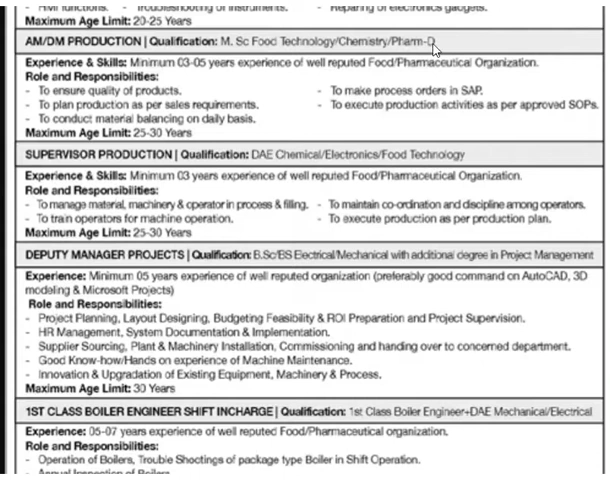 - HMI functions. - Troubleshooting of instruments. - Repairing of electronics gadgets.
Maximum Age Limit: 20-25 Years
AM/DM PRODUCTION | Qualification: M. Sc Food Technology/Chemistry/Pharm-D
Experience & Skills: Minimum 03-05 years experience of well reputed Food/Pharmaceutical Organization.
Role and Responsibilities:
- To ensure quality of products. - To make process orders in SAP.
- To plan production as per sales requirements. - To execute production activities as per approved SOPs.
- To conduct material balancing on daily basis.
Maximum Age Limit: 25-30 Years
SUPERVISOR PRODUCTION | Qualification: DAE Chemical/Electronics/Food Technology
Experience & Skills: Minimum 03 years experience of well reputed Food/Pharmaceutical Organization.
Role and Responsibilities:
- To manage material, machinery & operator in process & filling. - To maintain co-ordination and discipline among operators.
- To train operators for machine operation. - To execute production as per production plan.
Maximum Age Limit: 25-30 Years
DEPUTY MANAGER PROJECTS | Qualification: B.Sc/BS Electrical/Mechanical with additional degree in Project Management
Experience: Minimum 05 years experience of well reputed organization (preferably good command on AutoCAD, 3D
modeling & Microsoft Projects)
Role and Responsibilities:
- Project Planning, Layout Designing, Budgeting Feasibility & ROI Preparation and Project Supervision.
- HR Management, System Documentation & Implementation.
- Supplier Sourcing, Plant & Machinery Installation, Commissioning and handing over to concerned department.
- Good Know-how/Hands on experience of Machine Maintenance.
- Innovation & Upgradation of Existing Equipment, Machinery & Process.
Maximum Age Limit: 30 Years
1ST CLASS BOILER ENGINEER SHIFT INCHARGE | Qualification: 1st Class Boiler Engineer+DAE Mechanical/Electrical
Experience: 05-07 years experience of well reputed Food/Pharmaceutical organization.
Role and Responsibilities:
- Operation of Boilers, Trouble Shootings of package type Boiler in Shift Operation.
- Annual Inspection of Boilers.